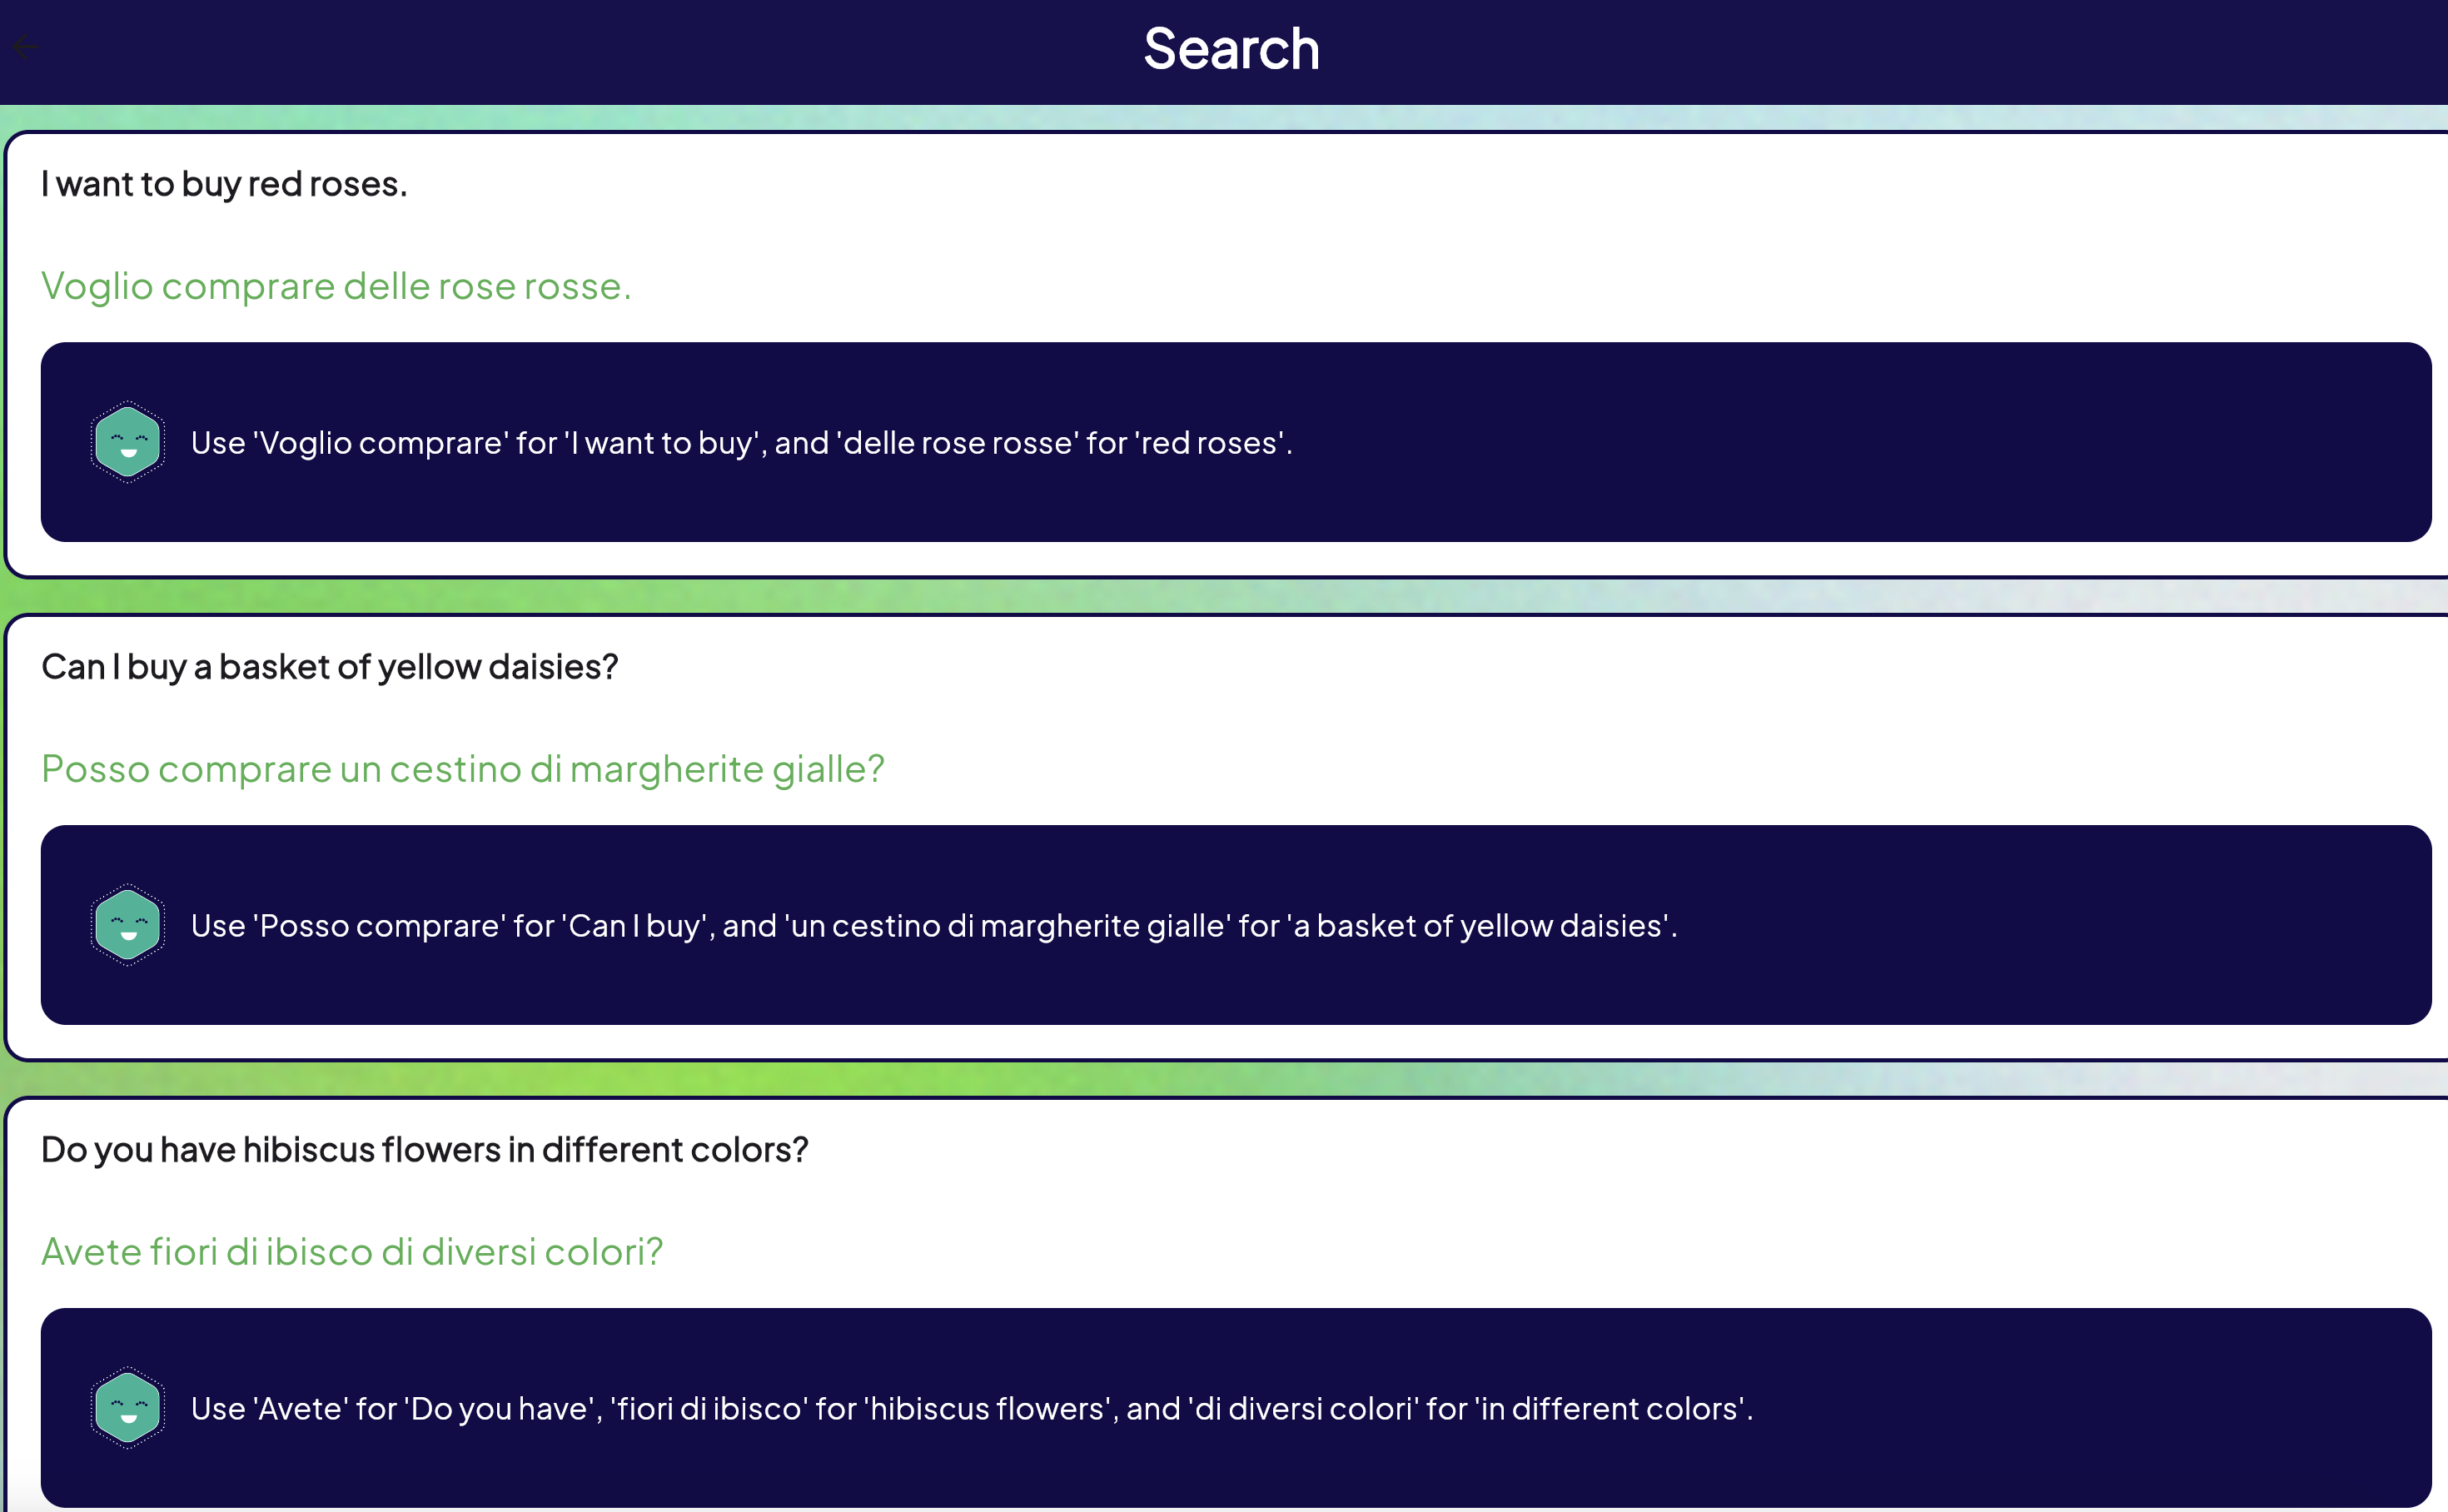 Search
I want to buy red roses.
Voglio comprare delle rose rosse.
Use 'Voglio comprare' for 'I want to buy', and 'delle rose rosse' for 'red roses'.
Can I buy a basket of yellow daisies?
Posso comprare un cestino di margherite gialle?
Use 'Posso comprare' for 'Can I buy', and 'un cestino di margherite gialle' for 'a basket of yellow daisies'.
Do you have hibiscus flowers in different colors?
Avete fiori di ibisco di diversi colori?
Use 'Avete' for 'Do you have', 'fiori di ibisco' for 'hibiscus flowers', and 'di diversi colori' for 'in different colors'.